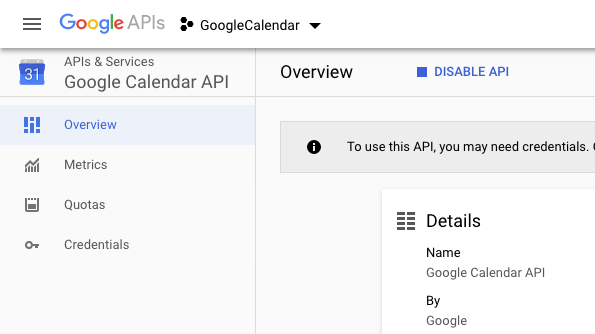 Google APIs
GoogleCalendar
31
APIs & Services
Google Calendar API
Overview
Metrics
Quotas
Credentials
Overview
DISABLE API
To use this API, you may need credentials.
Details
Name
Google Calendar API
By
Google